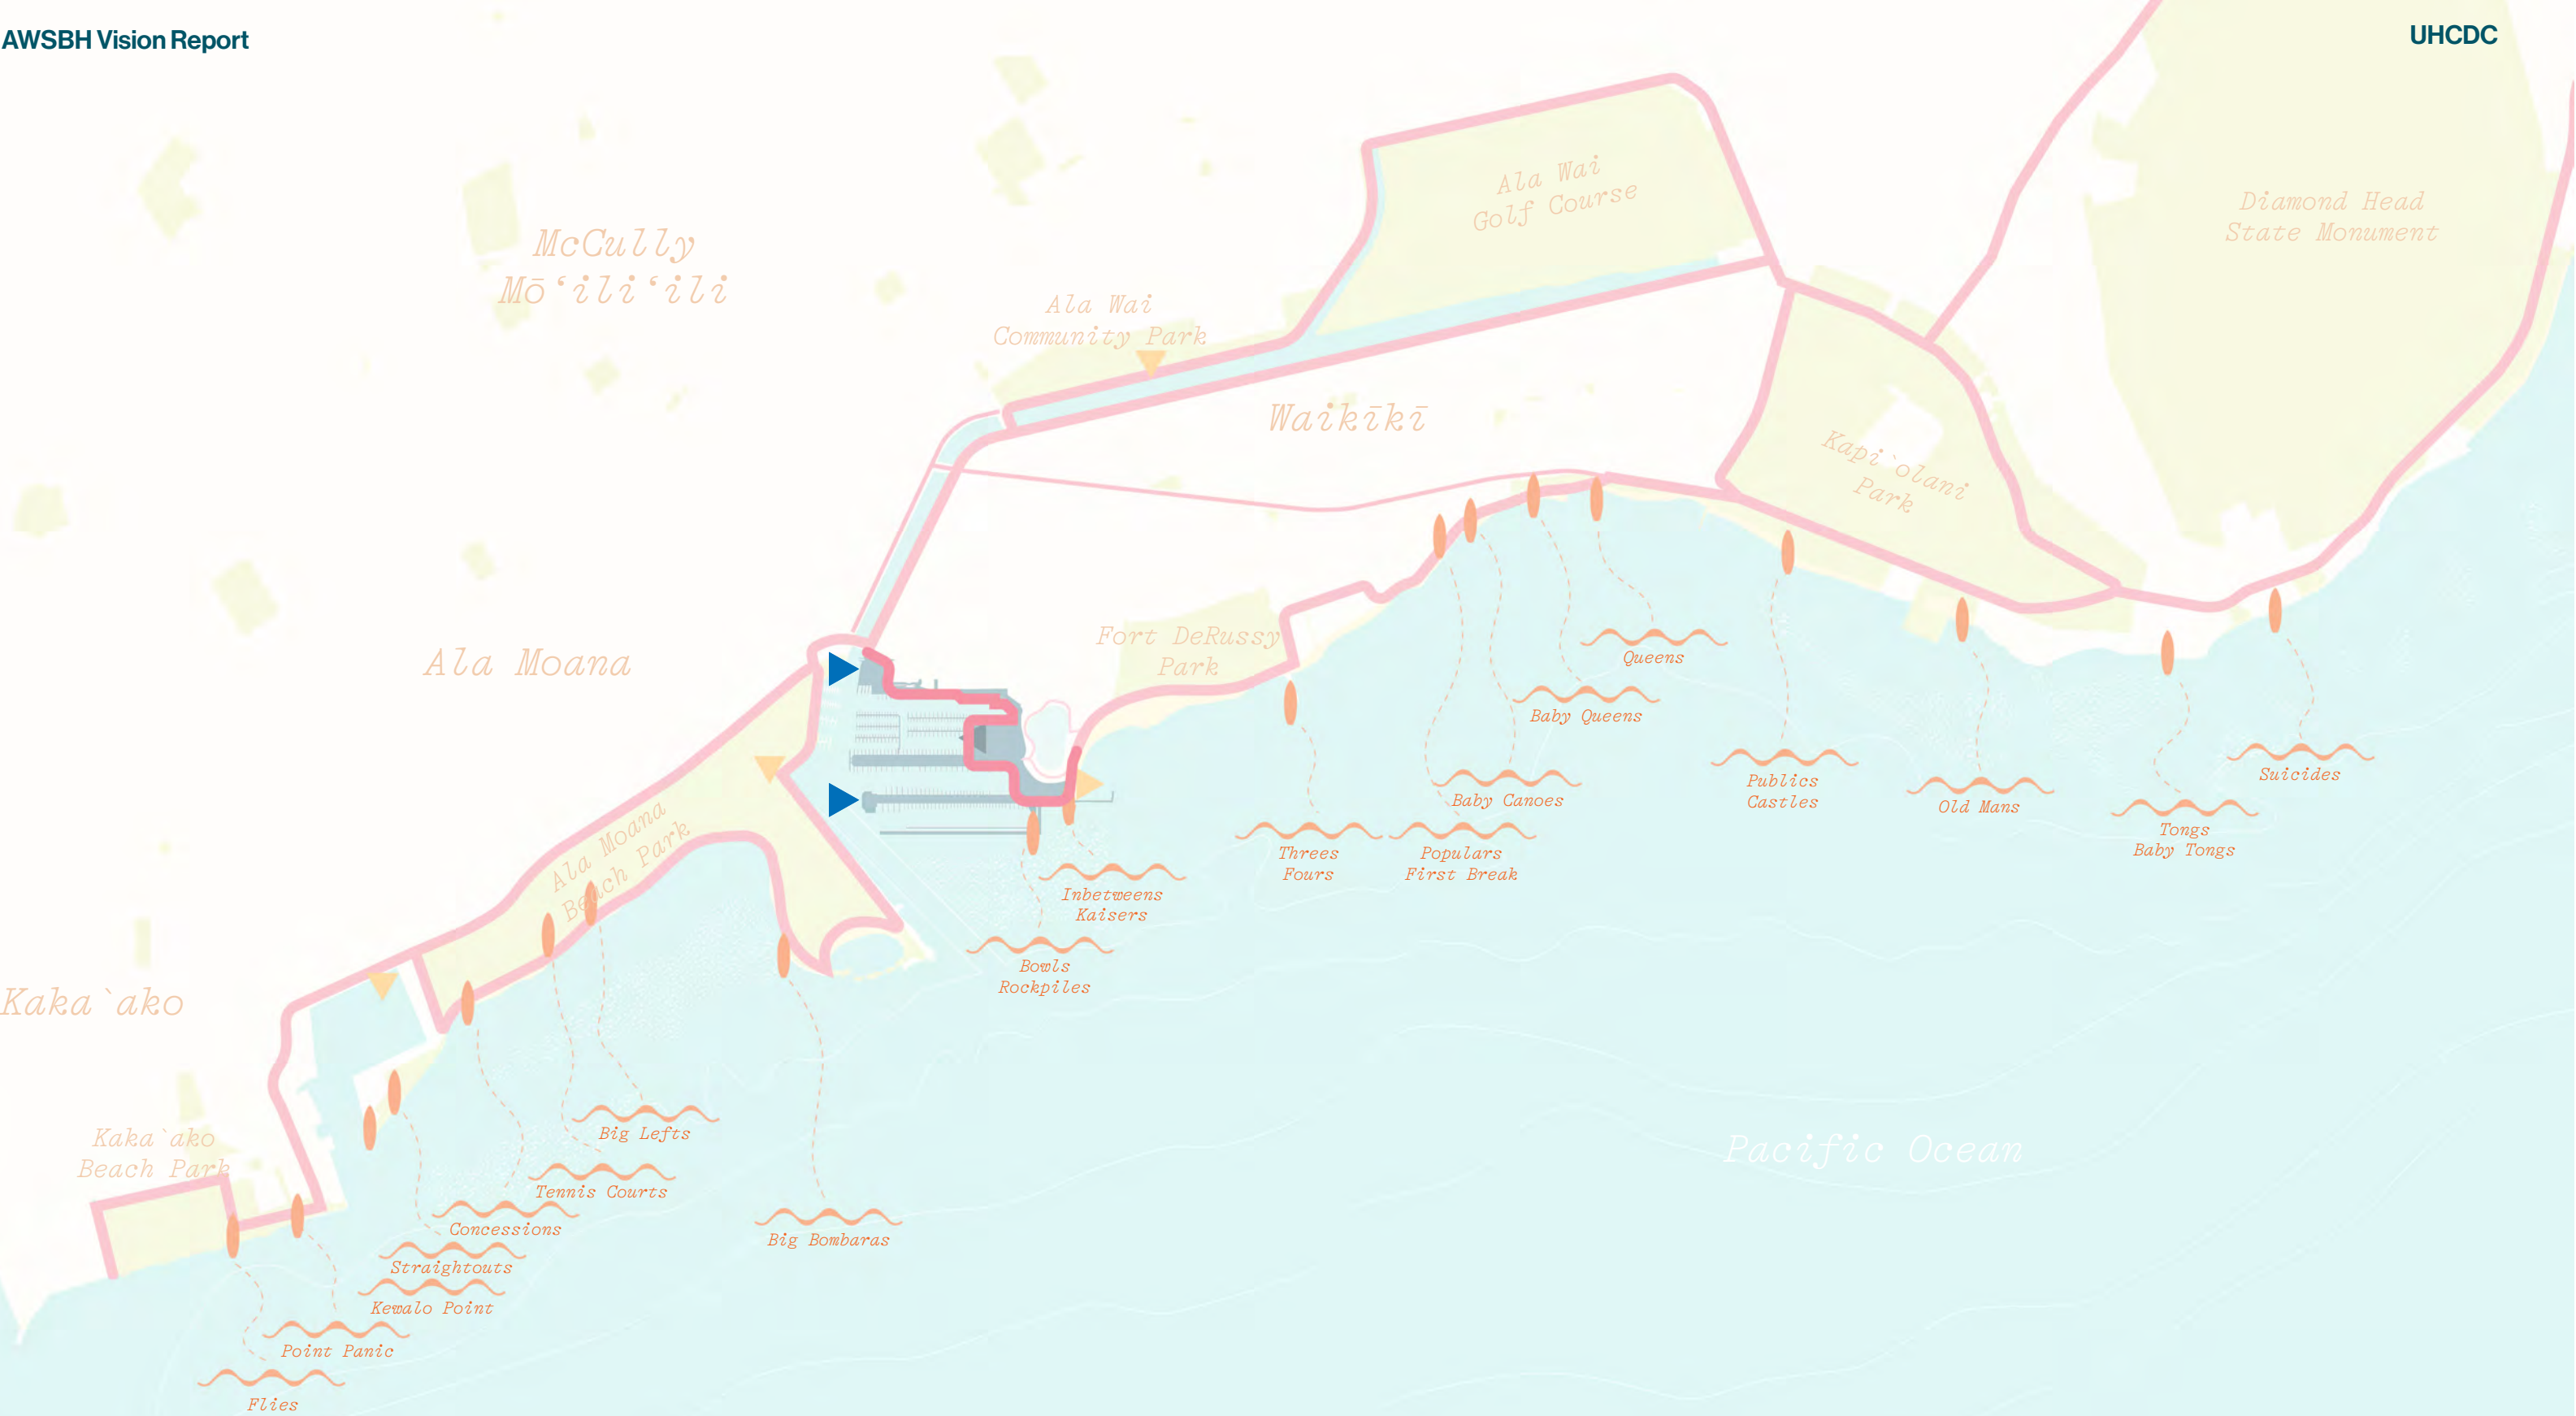 AWSBH Vision Report
UHCDC
Ala Wai
Golf Course
Diamond Head
State Monument
McCully
Mō‘ili‘ili
Ala Wai
Community Park
Waikīkī
Kapi`olani
Park
Fort DeRussy
Park
Ala Moana
Queens
Baby Queens
Baby Canoes
Publics
Castles
Old Mans
Suicides
Tongs
Baby Tongs
Threes
Fours
Populars
First Break
Ala Moana
Beach Park
Inbetweens
Kaisers
Bowls
Rockpiles
Kaka`ako
Kaka`ako
Beach Park
Big Lefts
Tennis Courts
Concessions
Straightouts
Kewalo Point
Big Bombaras
Pacific Ocean
Point Panic
Flies